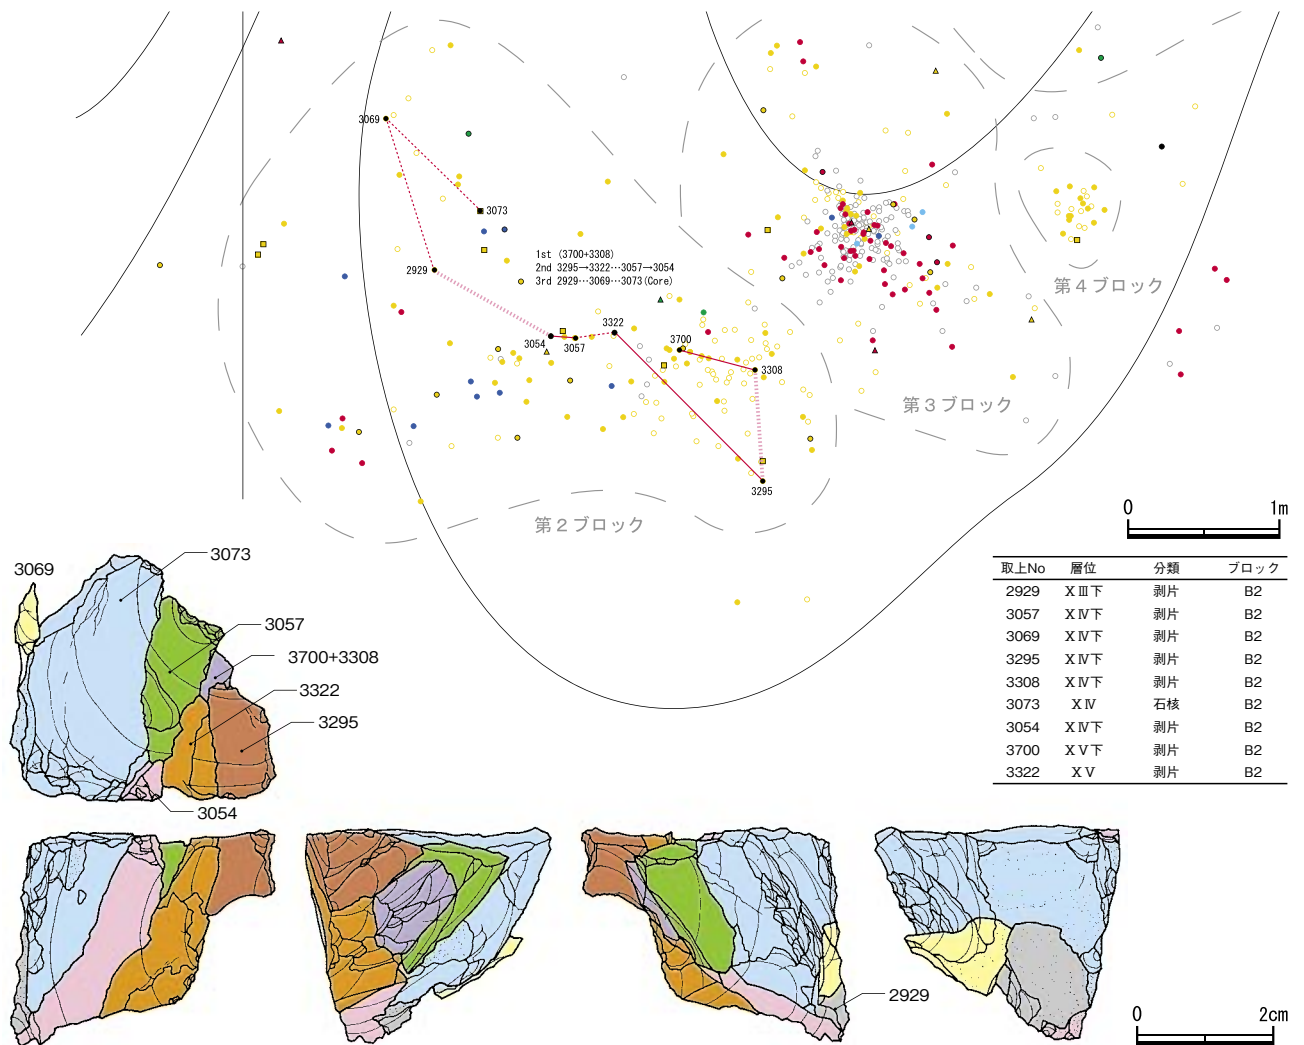 3069
3073
1st (3700+3308)
2nd 3295→3322…3057→3054
3rd 2929…3069…3073(Core)
2929
第４ブロック
3322
3054
3057
3700
3308
第３ブロック
3295
第２ブロック
0 1m
取上No 層位 分類 ブロック
2929 XⅢ下 剥片 B2
3057 XⅣ下 剥片 B2
3069 XⅣ下 剥片 B2
3295 XⅣ下 剥片 B2
3308 XⅣ下 剥片 B2
3073 XⅣ 石核 B2
3054 XⅣ下 剥片 B2
3700 XⅤ下 剥片 B2
3322 XⅤ 剥片 B2
3073
3069
3057
3700+3308
3322
3295
3054
2929
0 2cm